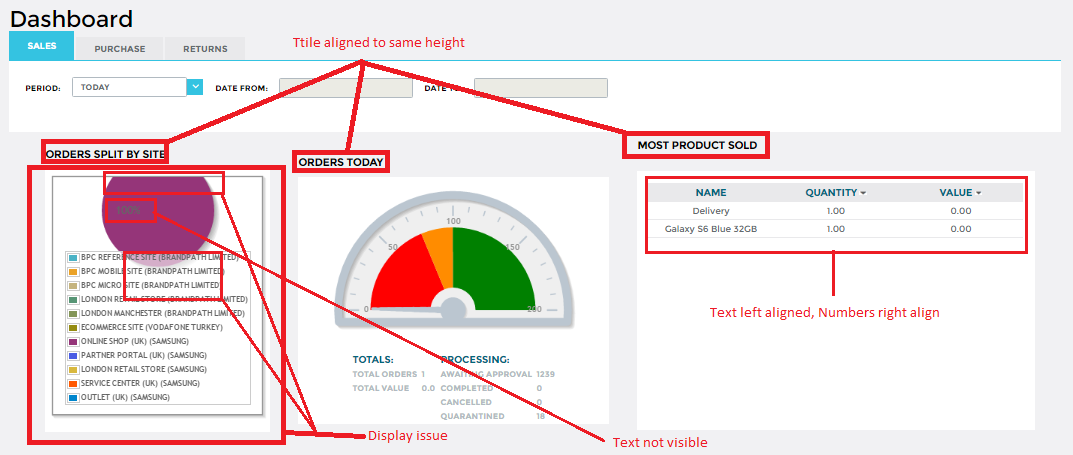 Dashboard
SALES
PURCHASE
RETURNS
Ttile aligned to same height
PERIOD:
TODAY
DATE FROM:
DATE T
ORDERS SPLIT BY SITE
ORDERS TODAY
MOST PRODUCT SOLD
100%
BPC REFERENCE SITE (BRANDPATH LIMITED)
BPC MOBILE SITE (BRANDPATH LIMITED)
BPC MICRO SITE (BRANDPATH LIMITED)
LONDON RETAIL STORE (BRANDPATH LIMITED)
LONDON MANCHESTER (BRANDPATH LIMITED)
ECOMMERCE SITE (VODAFONE TURKEY)
ONLINE SHOP (UK) (SAMSUNG)
PARTNER PORTAL (UK) (SAMSUNG)
LONDON RETAIL STORE (SAMSUNG)
SERVICE CENTER (UK) (SAMSUNG)
OUTLET (UK) (SAMSUNG)
0
50
100
150
200
TOTALS:
TOTAL ORDERS 1
TOTAL VALUE 0.0
PROCESSING:
AWAITING APPROVAL 1239
COMPLETED 0
CANCELLED 0
QUARANTINED 18
NAME QUANTITY VALUE
Delivery 1.00 0.00
Galaxy S6 Blue 32GB 1.00 0.00
Text left aligned, Numbers right align
Display issue
Text not visible